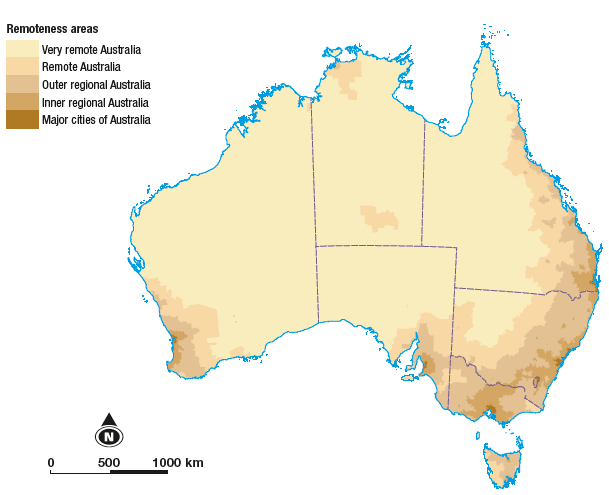 Remoteness areas
Very remote Australia
Remote Australia
Outer regional Australia
Inner regional Australia
Major cities of Australia
N
0 500 1000 km